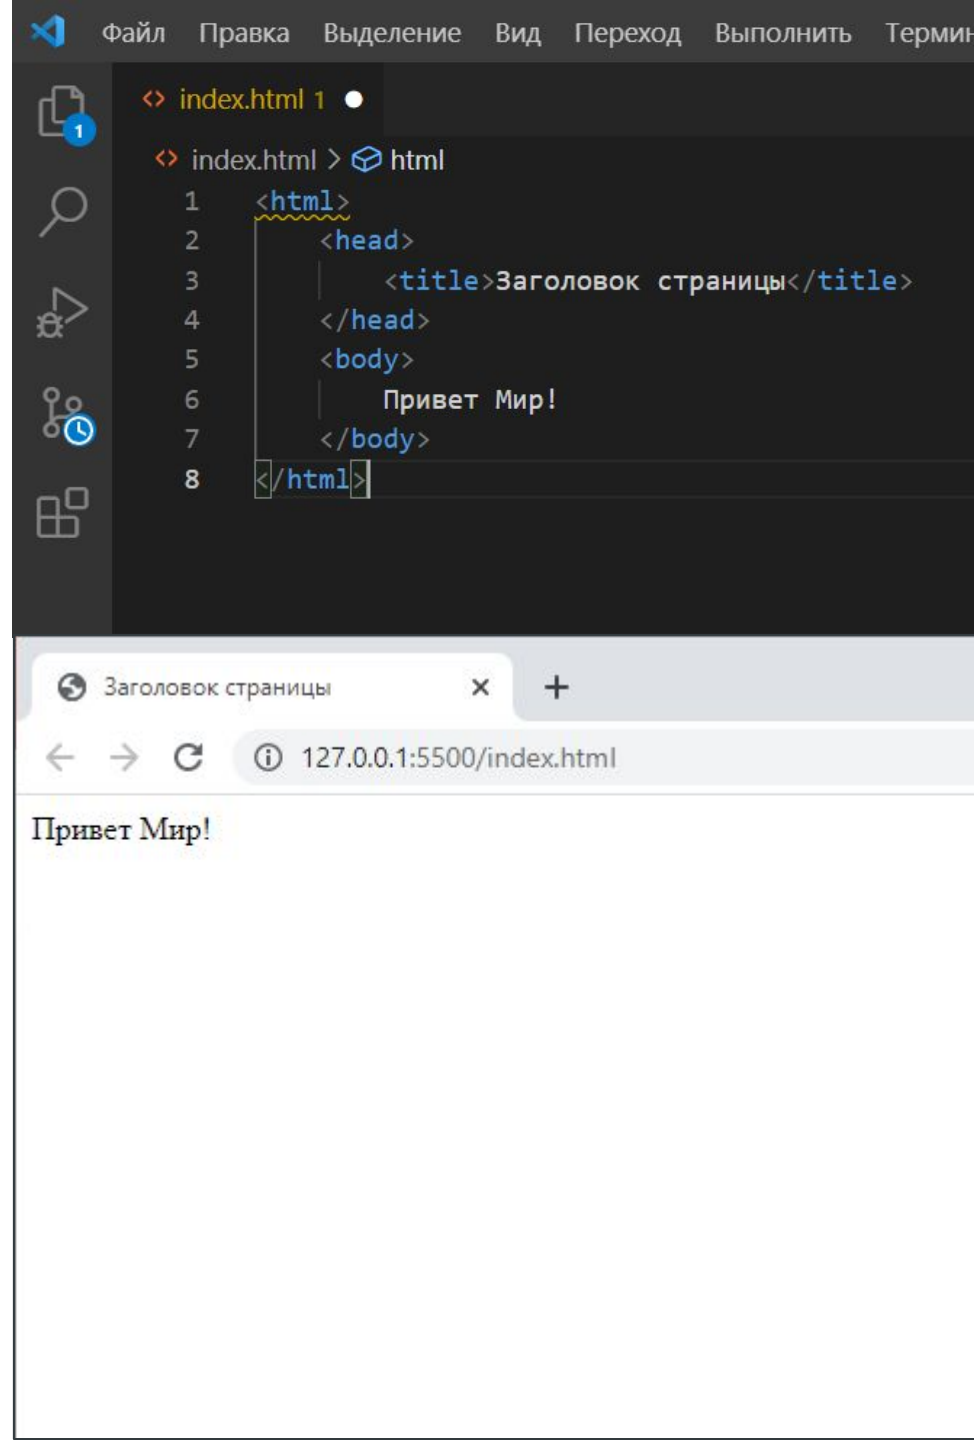 Файл Правка Выделение Вид Переход Выполнить Термин
index.html 1
1
index.html > html
1 <html>
2 <head>
3 <title>Заголовок страницы</title>
4 </head>
5 <body>
6 Привет Мир!
7 </body>
8 </html>
Заголовок страницы
127.0.0.1:5500/index.html
Привет Мир!